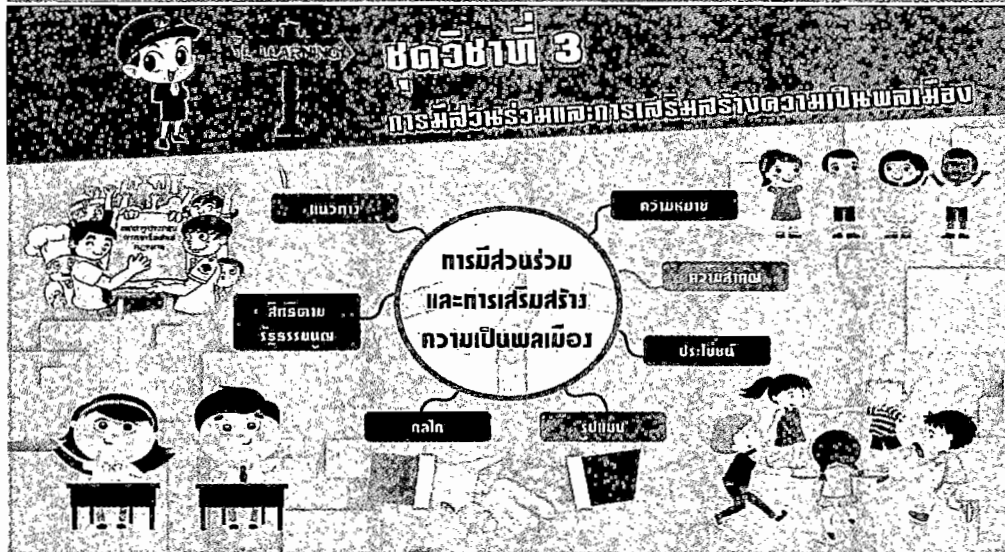 E-LEARNING
ชุดวิชาที่ 3
การมีส่วนร่วมและการเสริมสร้างความเป็นพลเมือง
แนวทาง
ความหมาย
การมีส่วนร่วม
และการเสริมสร้าง
ความเป็นพลเมือง
ความสำคัญ
สิทธิตาม
รัฐธรรมนูญ
ประโยชน์
กลไก
รูปแบบ